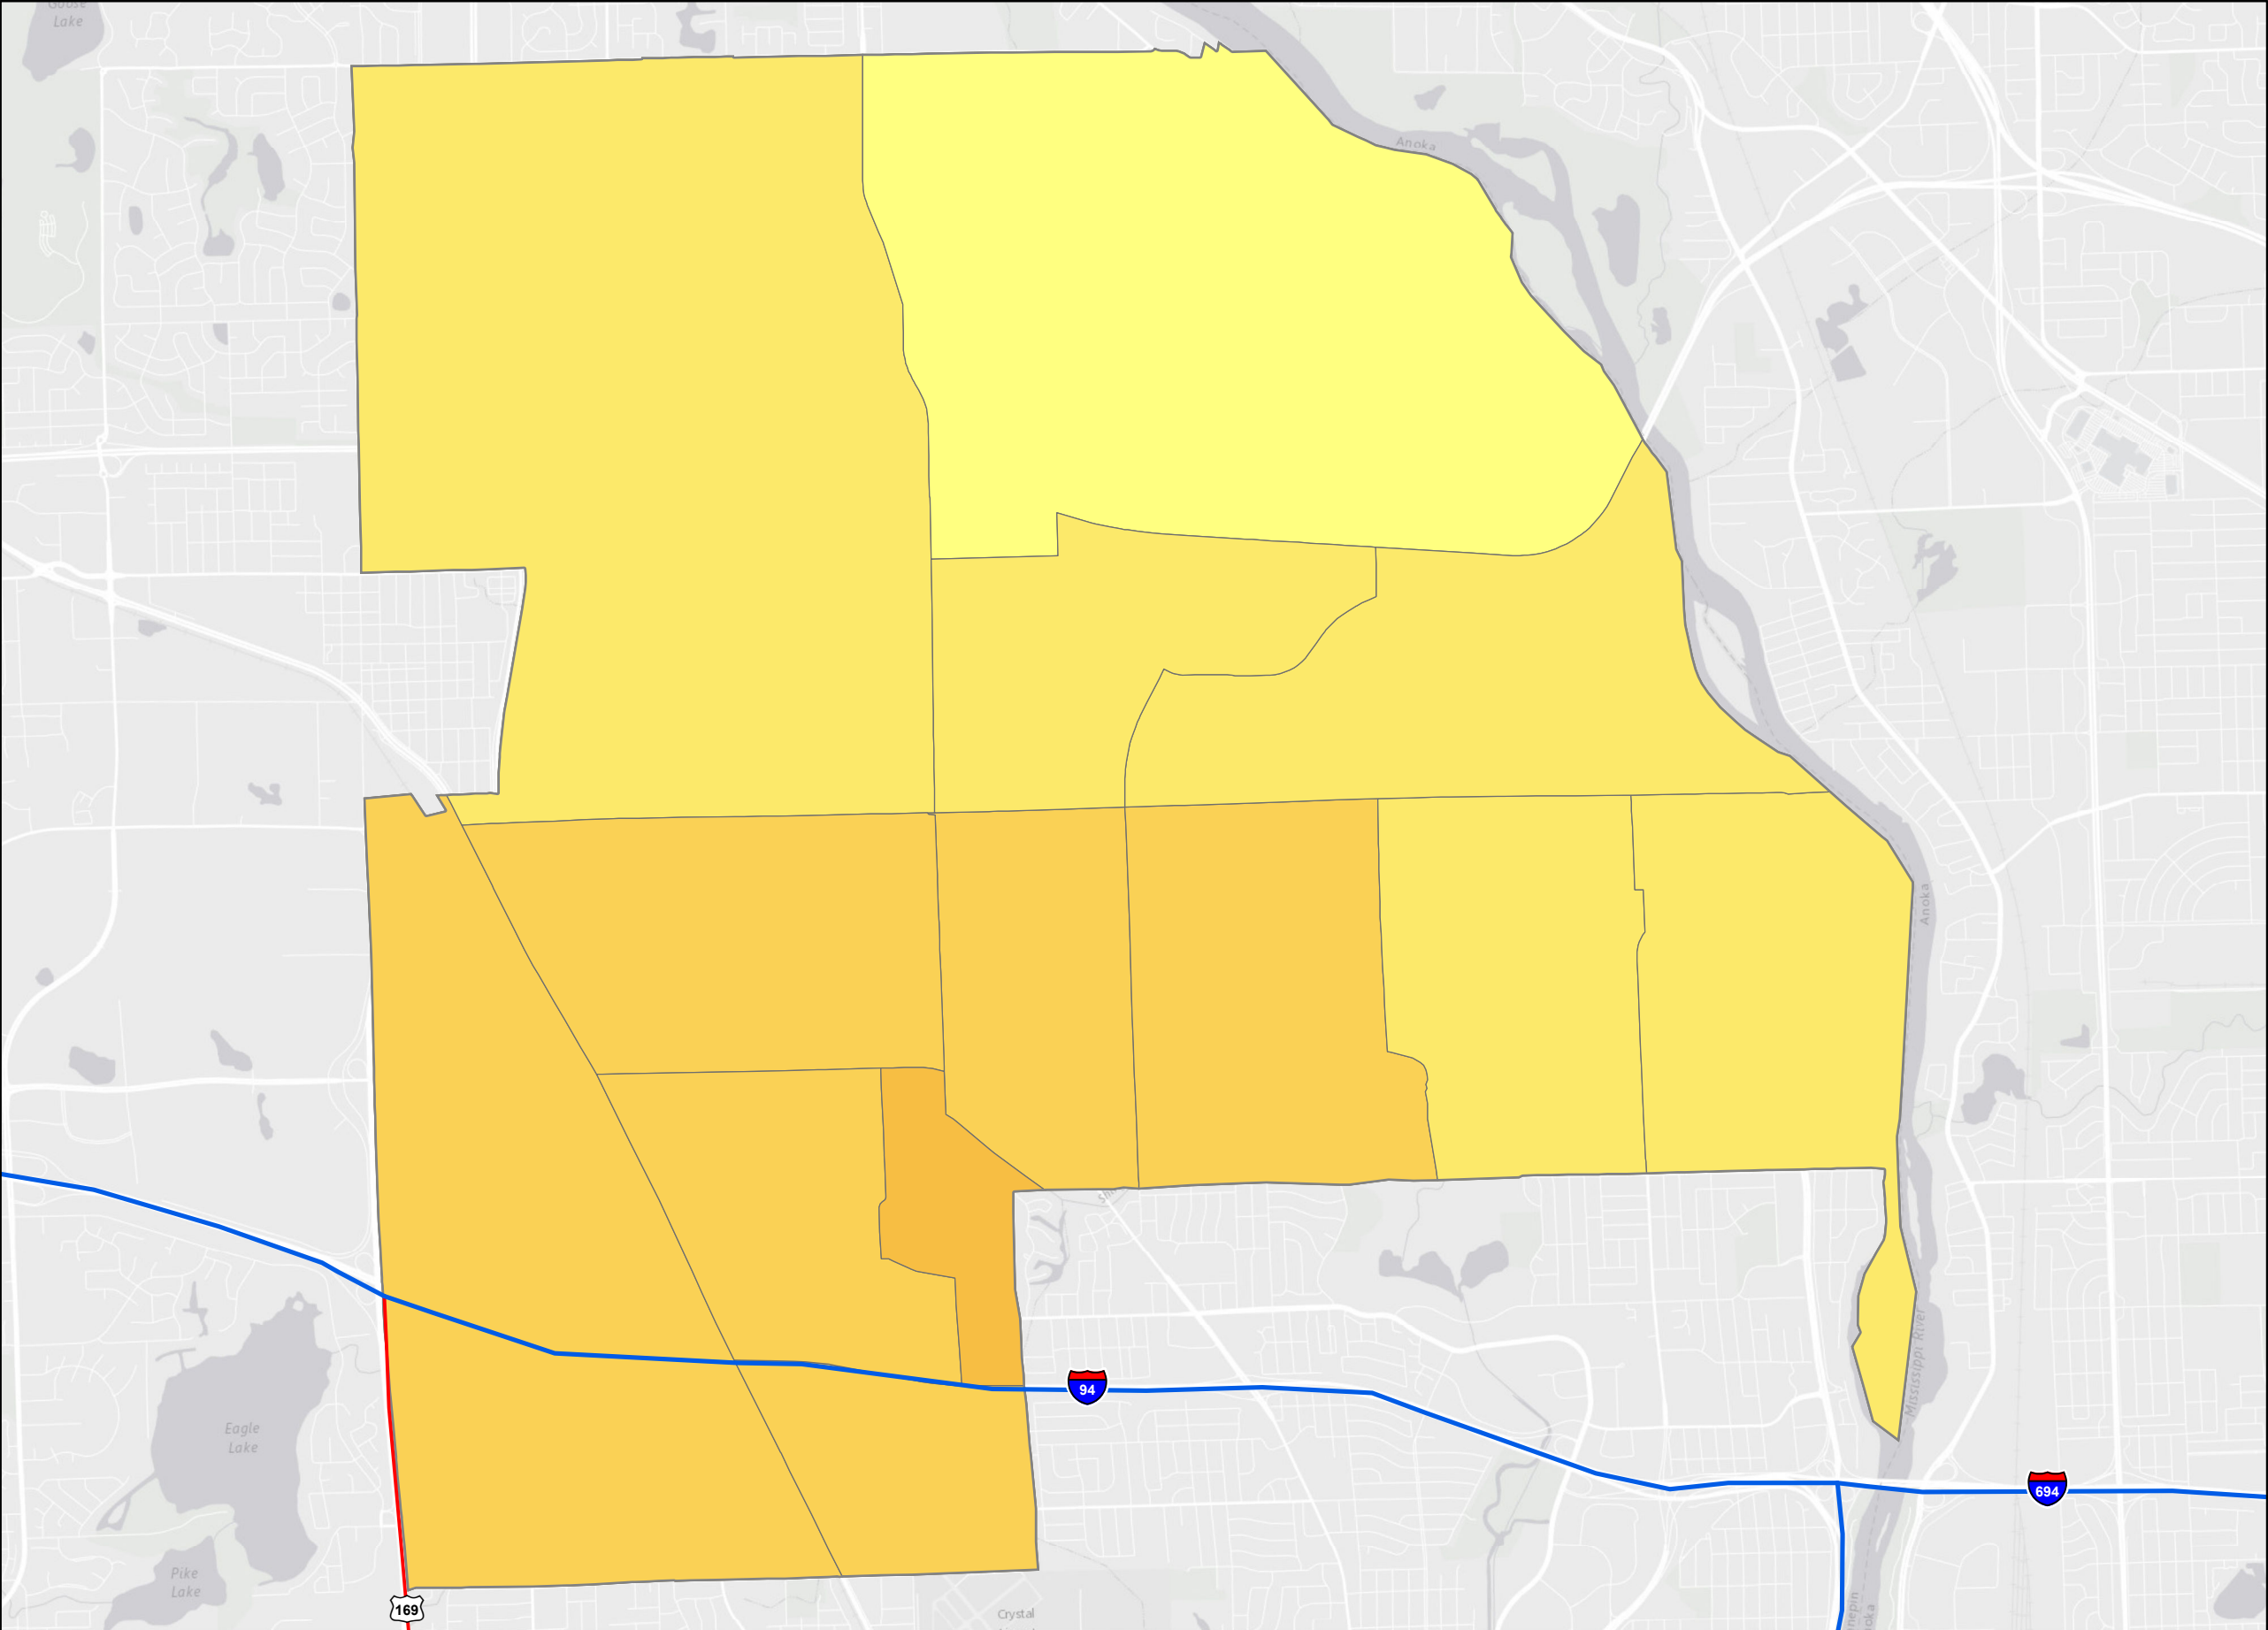 Goose
Lake
Anoka
Anoka
94
Mississippi River
Eagle
Lake
694
Pike
Lake
169
Crystal